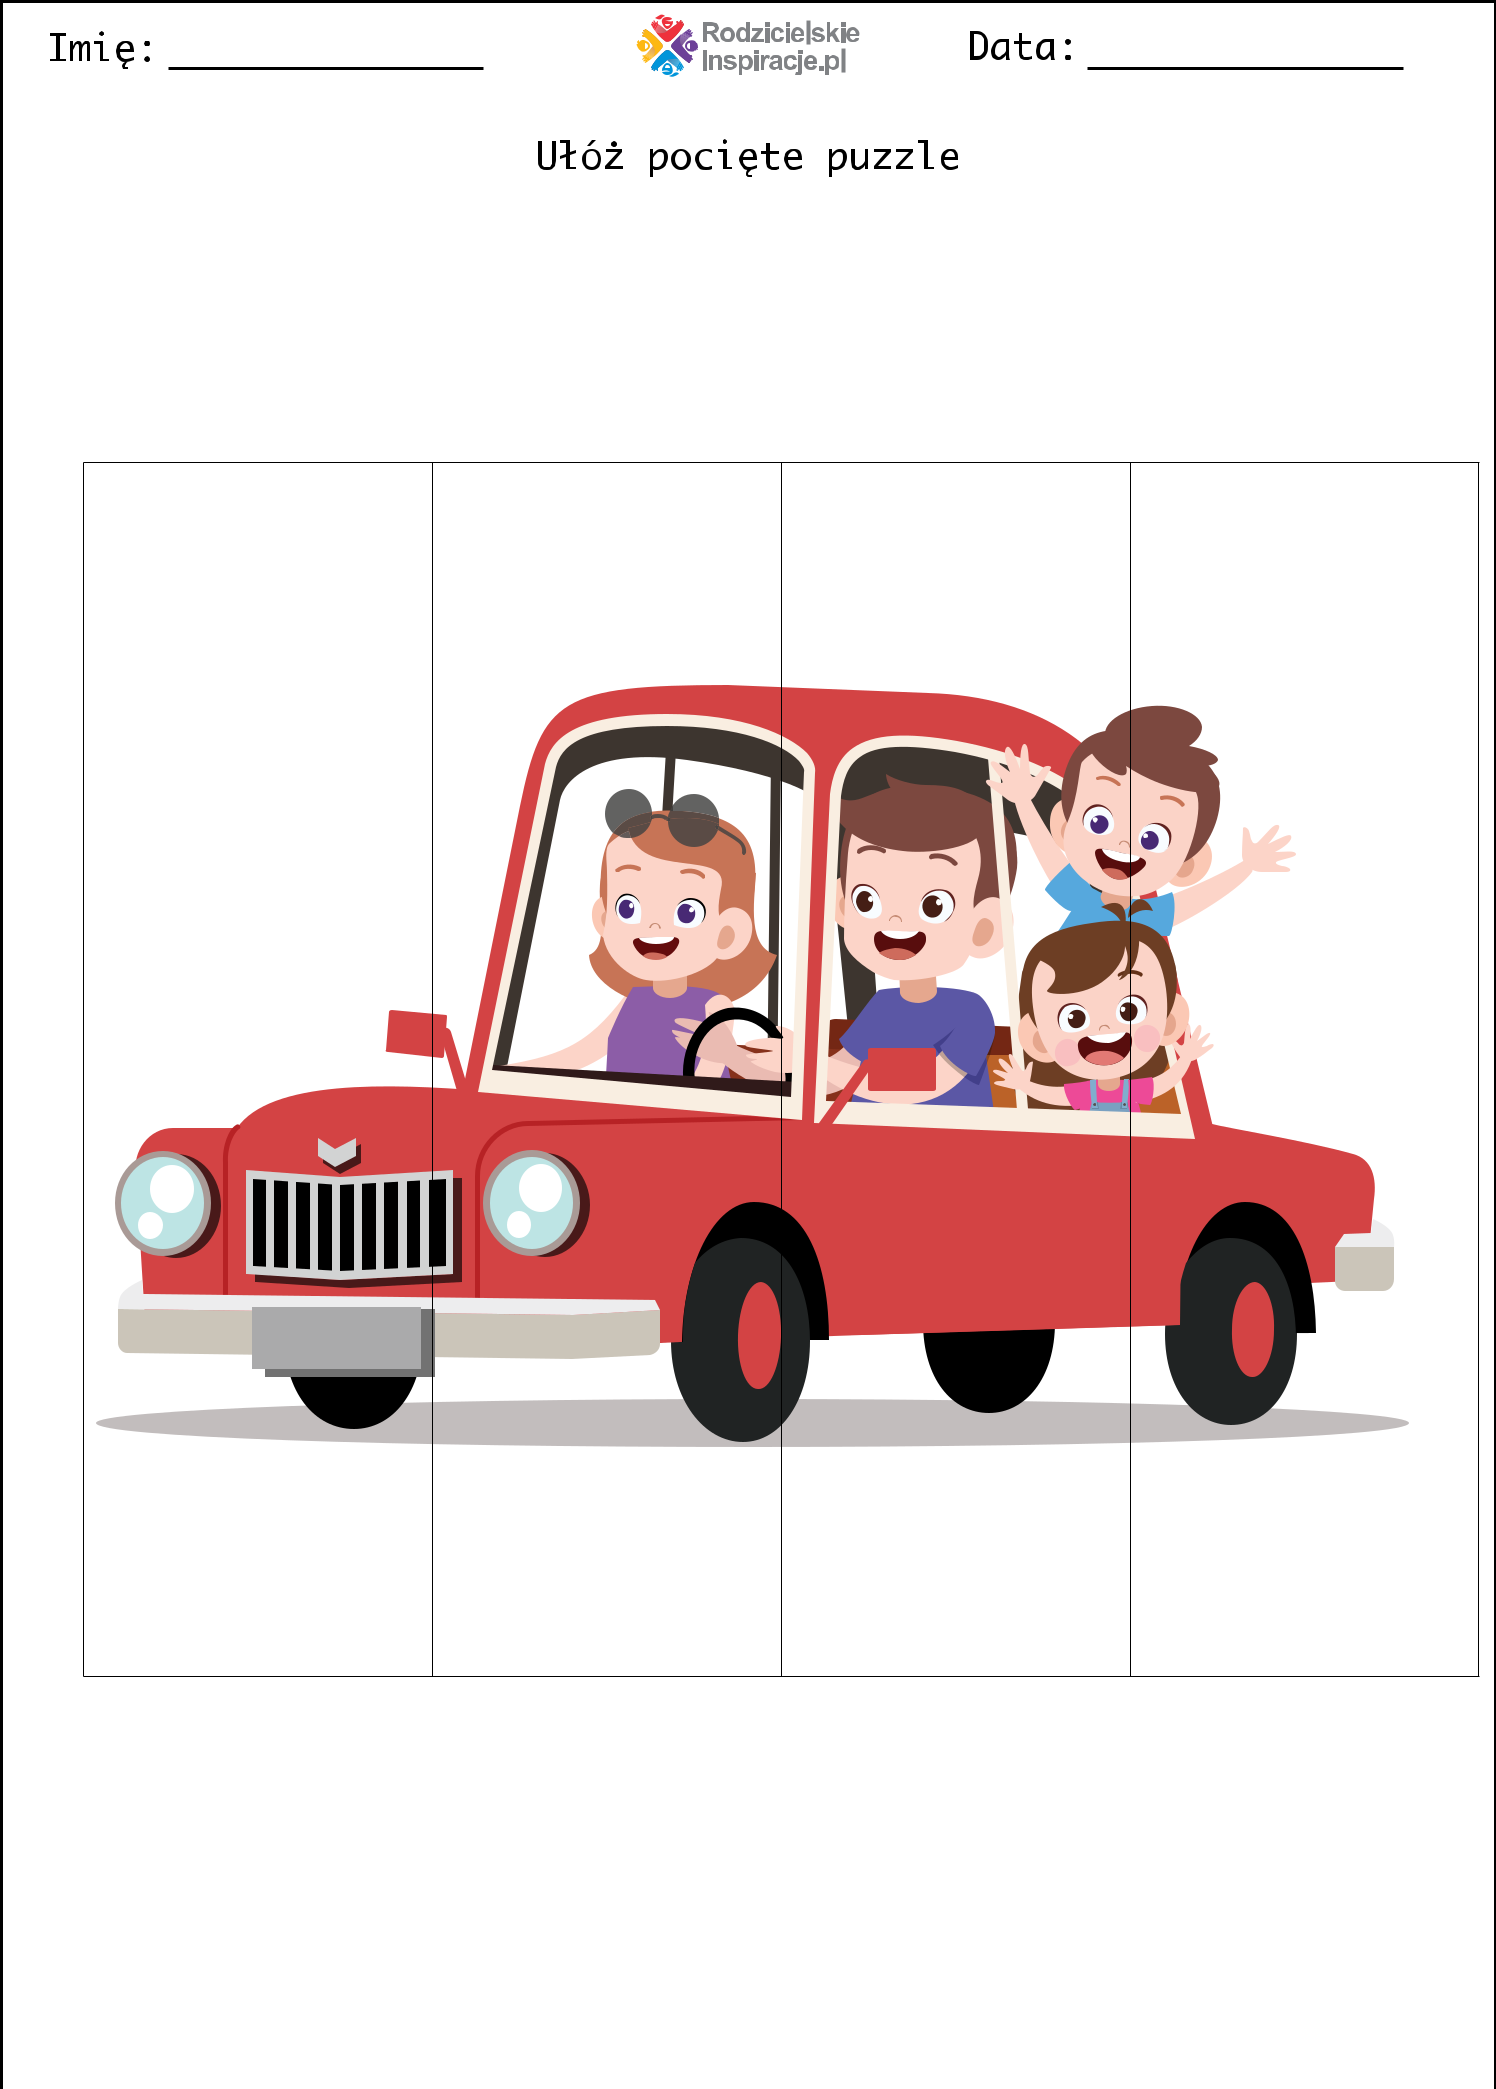 Imię:
Rodzicielskie
Inspiracje.pl
Data:
Ułóż pocięte puzzle